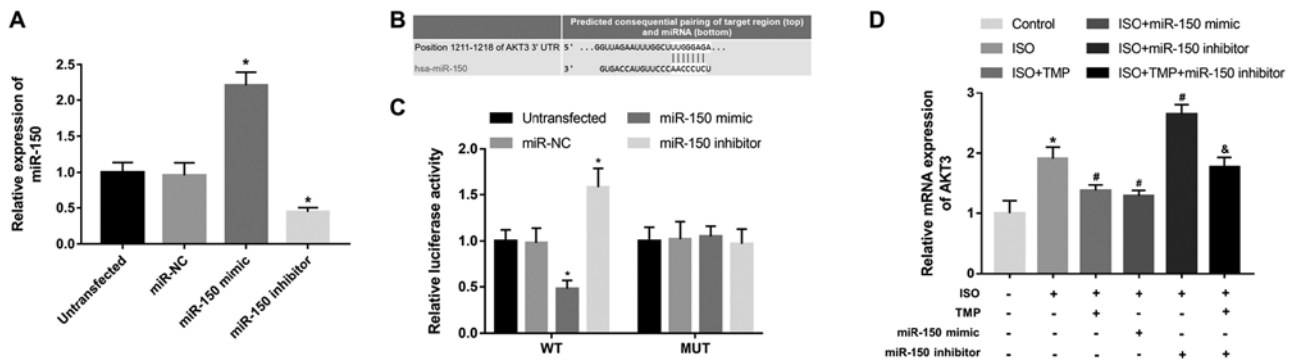 A
Relative expression of
miR-150
2.5
2.0
1.5
1.0
0.5
0.0
*
*
Untransfected
miR-NC
miR-150 mimic
miR-150 inhibitor
B
Predicted consequential pairing of target region (top)
and miRNA (bottom)
Position 1211-1218 of AKT3 3' UTR 5' ...GGUUAGAAUUUGGCUUUGGGAGA...
hsa-miR-150 3' GUGACCAUGUUCCCAACCCUCU
C
Untransfected
miR-150 mimic
miR-NC
miR-150 inhibitor
Relative luciferase activity
2.0
1.5
1.0
0.5
0.0
*
*
WT
MUT
D
Control
ISO+miR-150 mimic
ISO
ISO+miR-150 inhibitor
ISO+TMP
ISO+TMP+miR-150 inhibitor
Relative mRNA expression
of AKT3
3
2
1
0
*
#
#
#
&
ISO - + + + + +
TMP - - + - - +
miR-150 mimic - - - + - -
miR-150 inhibitor - - - - + +